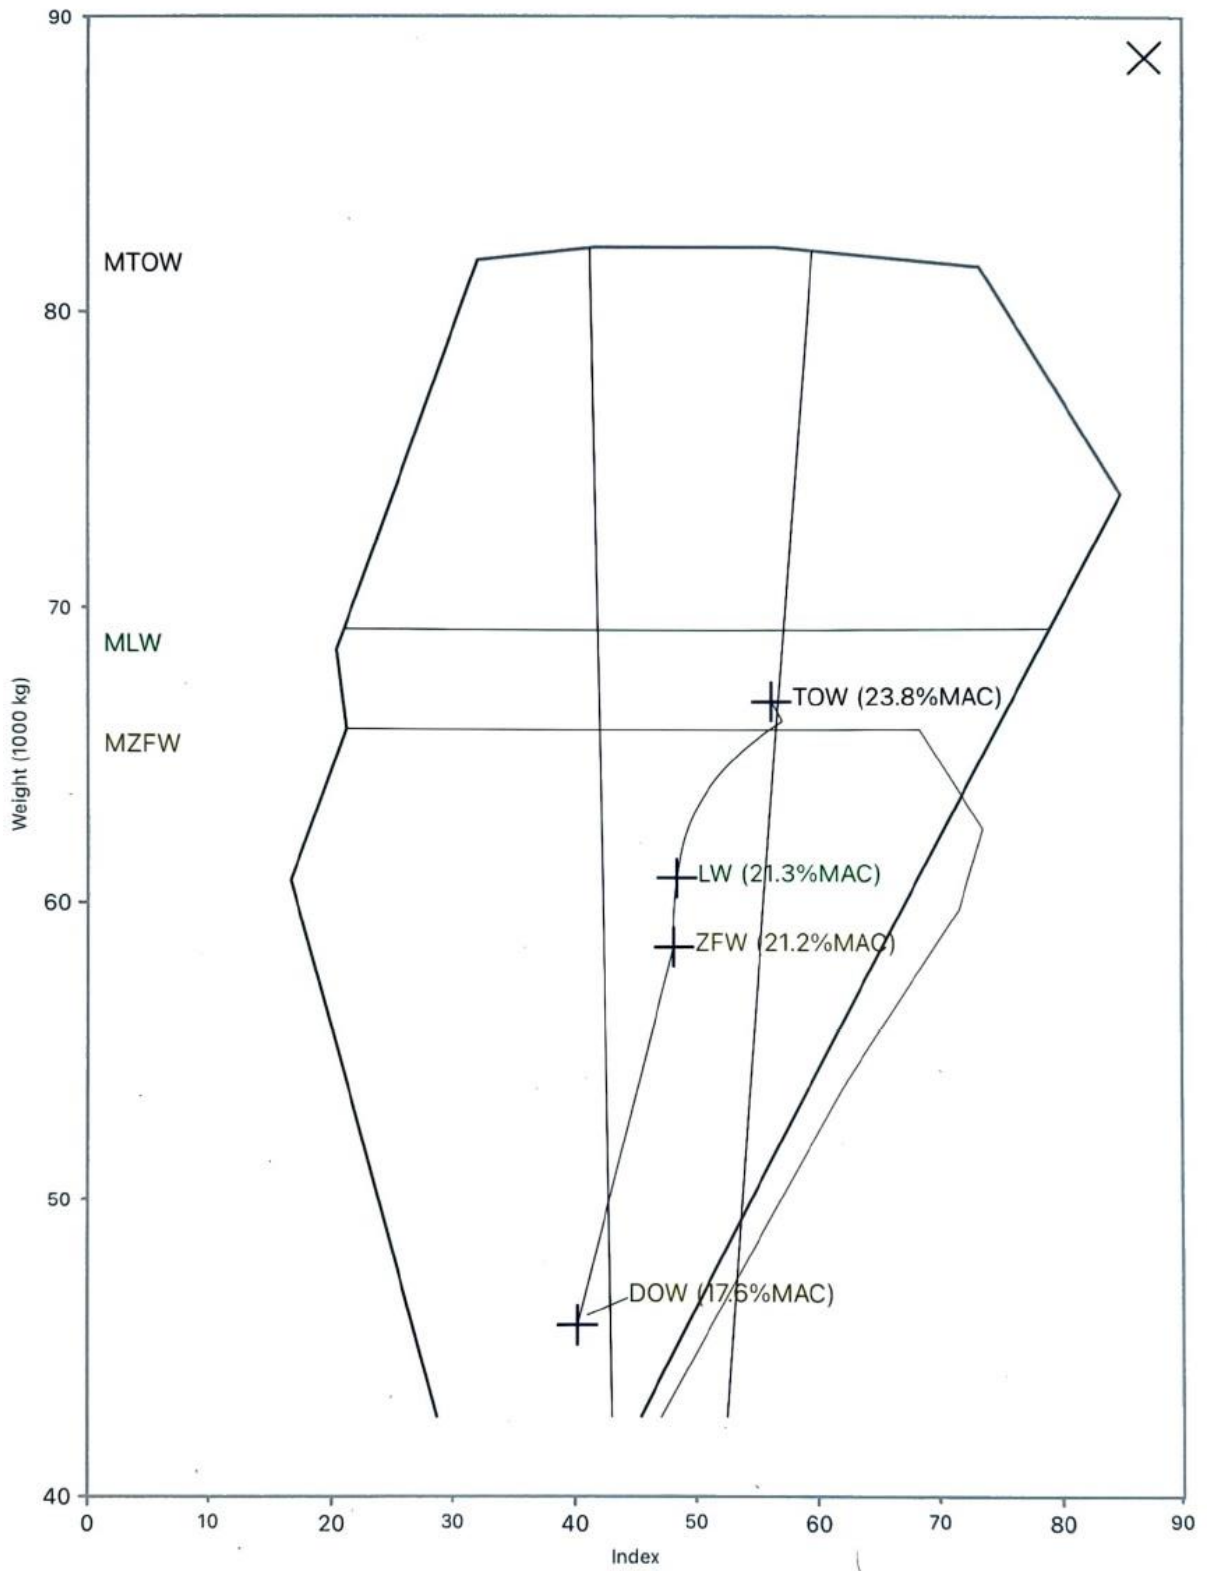 90
MTOW
80
70
MLW
TOW (23.8%MAC)
MZFW
Weight (1000 kg)
LW (21.3%MAC)
60
ZFW (21.2%MAC)
50
DOW (17.6%MAC)
40
0 10 20 30 40 50 60 70 80 90
Index